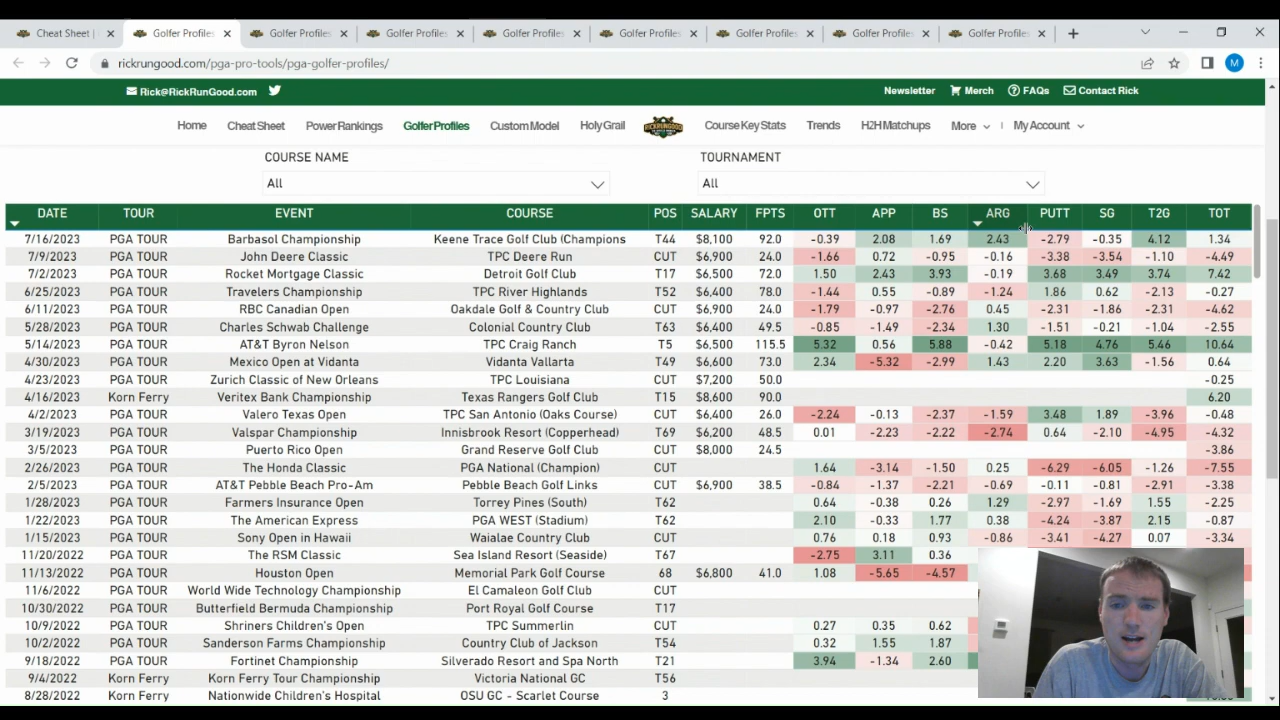 Cheat Sheet | Golfer Profiles Golfer Profiles Golfer Profiles Golfer Profiles Golfer Profiles Golfer Profiles Golfer Profiles Golfer Profiles
rickrungood.com/pga-pro-tools/pga-golfer-profiles/ M
Rick@RickRunGood.com Newsletter Merch FAQs Contact Rick
Home Cheat Sheet Power Rankings Golfer Profiles Custom Model Holy Grail RICKRUNGOOD Course Key Stats Trends H2H Matchups More | My Account
COURSE NAME TOURNAMENT
All All
DATE TOUR EVENT COURSE POS SALARY FPTS OTT APP BS ARG PUTT SG T2G TOT
7/16/2023 PGA TOUR Barbasol Championship Keene Trace Golf Club (Champions T44 $8,100 92.0 -0.39 2.08 1.69 2.43 -2.79 -0.35 4.12 1.34
7/9/2023 PGA TOUR John Deere Classic TPC Deere Run CUT $6,900 24.0 -1.66 0.72 -0.95 -0.16 -3.38 -3.54 -1.10 -4.49
7/2/2023 PGA TOUR Rocket Mortgage Classic Detroit Golf Club T17 $6,500 72.0 1.50 2.43 3.93 -0.19 3.68 3.49 3.74 7.42
6/25/2023 PGA TOUR Travelers Championship TPC River Highlands T52 $6,400 78.0 -1.44 0.55 -0.89 -1.24 1.86 0.62 -2.13 -0.27
6/11/2023 PGA TOUR RBC Canadian Open Oakdale Golf & Country Club CUT $6,900 24.0 -1.79 -0.97 -2.76 0.45 -2.31 -1.86 -2.31 -4.62
5/28/2023 PGA TOUR Charles Schwab Challenge Colonial Country Club T63 $6,400 49.5 -0.85 -1.49 -2.34 1.30 -1.51 -0.21 -1.04 -2.55
5/14/2023 PGA TOUR AT&T Byron Nelson TPC Craig Ranch T5 $6,500 115.5 5.32 0.56 5.88 -0.42 5.18 4.76 5.46 10.64
4/30/2023 PGA TOUR Mexico Open at Vidanta Vidanta Vallarta T49 $6,600 73.0 2.34 -5.32 -2.99 1.43 2.20 3.63 -1.56 0.64
4/23/2023 PGA TOUR Zurich Classic of New Orleans TPC Louisiana CUT $7,200 50.0 -0.25
4/16/2023 Korn Ferry Veritex Bank Championship Texas Rangers Golf Club T15 $8,600 90.0 6.20
4/2/2023 PGA TOUR Valero Texas Open TPC San Antonio (Oaks Course) CUT $6,400 26.0 -2.24 -0.13 -2.37 -1.59 3.48 1.89 -3.96 -0.48
3/19/2023 PGA TOUR Valspar Championship Innisbrook Resort (Copperhead) T69 $6,200 48.5 0.01 -2.23 -2.22 -2.74 0.64 -2.10 -4.95 -4.32
3/5/2023 PGA TOUR Puerto Rico Open Grand Reserve Golf Club CUT $8,000 24.5 -3.86
2/26/2023 PGA TOUR The Honda Classic PGA National (Champion) CUT 1.64 -3.14 -1.50 0.25 -6.29 -6.05 -1.26 -7.55
2/5/2023 PGA TOUR AT&T Pebble Beach Pro-Am Pebble Beach Golf Links CUT $6,900 38.5 -0.84 -1.37 -2.21 -0.69 -0.11 -0.81 -2.91 -3.38
1/28/2023 PGA TOUR Farmers Insurance Open Torrey Pines (South) T62 0.64 -0.38 0.26 1.29 -2.97 -1.69 1.55 -2.25
1/22/2023 PGA TOUR The American Express PGA WEST (Stadium) T62 2.10 -0.33 1.77 0.38 -4.24 -3.87 2.15 -0.87
1/15/2023 PGA TOUR Sony Open in Hawaii Waialae Country Club CUT 0.76 0.18 0.93 -0.86 -3.41 -4.27 0.07 -3.34
11/20/2022 PGA TOUR The RSM Classic Sea Island Resort (Seaside) T67 -2.75 3.11 0.36
11/13/2022 PGA TOUR Houston Open Memorial Park Golf Course 68 $6,800 41.0 1.08 -5.65 -4.57
11/6/2022 PGA TOUR World Wide Technology Championship El Camaleon Golf Club CUT
10/30/2022 PGA TOUR Butterfield Bermuda Championship Port Royal Golf Course T17
10/9/2022 PGA TOUR Shriners Children's Open TPC Summerlin CUT 0.27 0.35 0.62
10/2/2022 PGA TOUR Sanderson Farms Championship Country Club of Jackson T54 0.32 1.55 1.87
9/18/2022 PGA TOUR Fortinet Championship Silverado Resort and Spa North T21 3.94 -1.34 2.60
9/4/2022 Korn Ferry Korn Ferry Tour Championship Victoria National GC T56
8/28/2022 Korn Ferry Nationwide Children's Hospital OSU GC - Scarlet Course 3